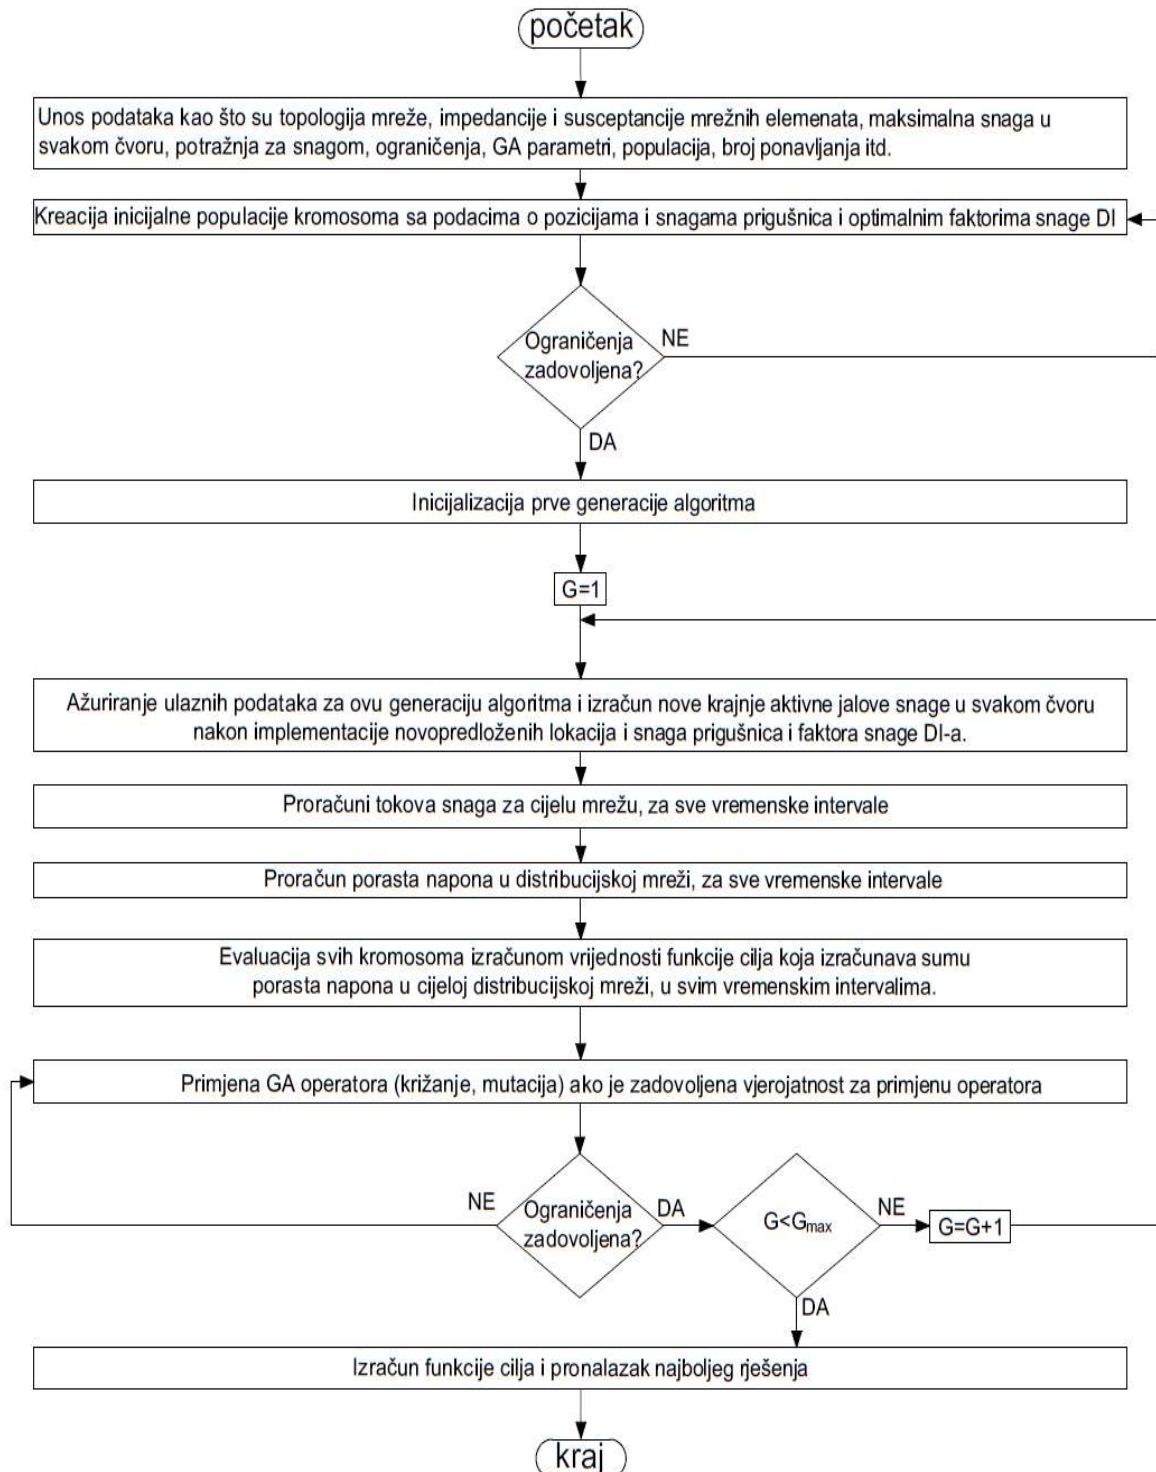 početak
Unos podataka kao što su topologija mreže, impedancije i susceptancije mrežnih elemenata, maksimalna snaga u
svakom čvoru, potražnja za snagom, ograničenja, GA parametri, populacija, broj ponavljanja itd.
Kreacija inicijalne populacije kromosoma sa podacima o pozicijama i snagama prigušnica i optimalnim faktorima snage DI
Ograničenja
zadovoljena?
NE
DA
Inicijalizacija prve generacije algoritma
G=1
Ažuriranje ulaznih podataka za ovu generaciju algoritma i izračun nove krajnje aktivne jalove snage u svakom čvoru
nakon implementacije novopredloženih lokacija i snaga prigušnica i faktora snage DI-a.
Proračuni tokova snaga za cijelu mrežu, za sve vremenske intervale
Proračun porasta napona u distribucijskoj mreži, za sve vremenske intervale
Evaluacija svih kromosoma izračunom vrijednosti funkcije cilja koja izračunava sumu
porasta napona u cijeloj distribucijskoj mreži, u svim vremenskim intervalima.
Primjena GA operatora (križanje, mutacija) ako je zadovoljena vjerojatnost za primjenu operatora
NE
Ograničenja
zadovoljena?
DA
G<Gmax
NE
G=G+1
DA
Izračun funkcije cilja i pronalazak najboljeg rješenja
kraj